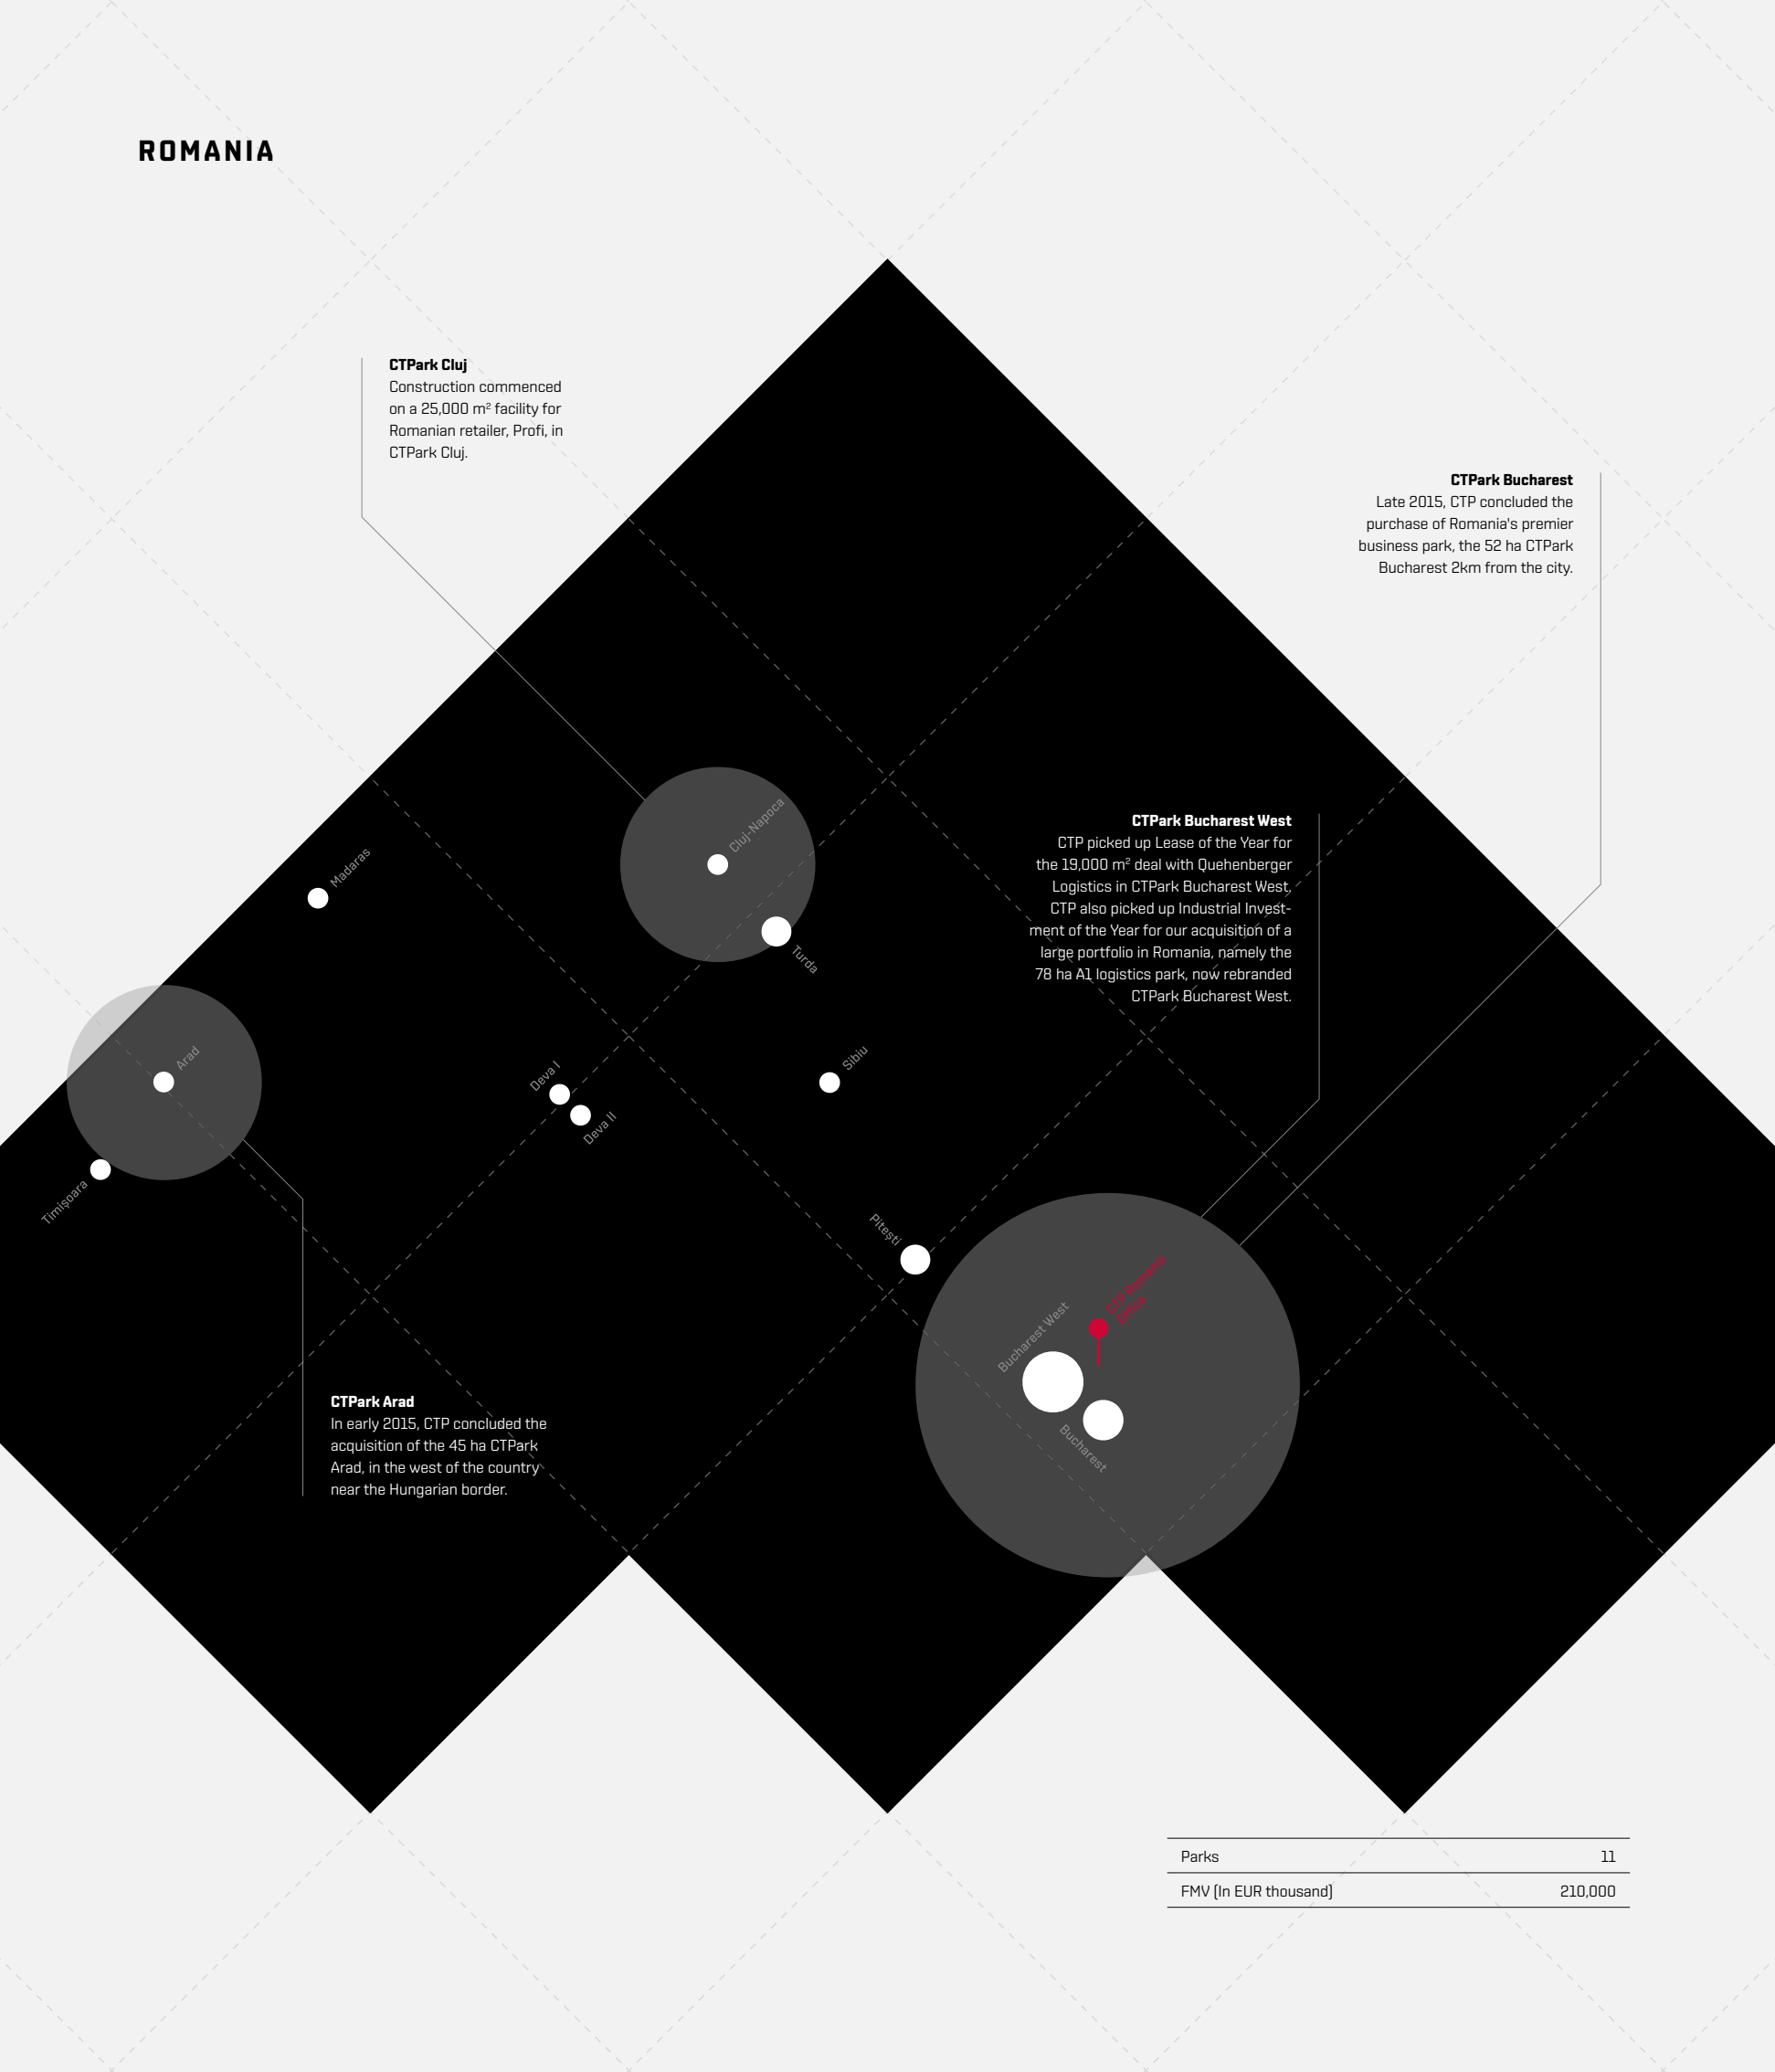 ROMANIA
CTPark Cluj
Construction commenced
on a 25,000 m² facility for
Romanian retailer, Profi, in
CTPark Cluj.
CTPark Bucharest
Late 2015, CTP concluded the
purchase of Romania's premier
business park, the 52 ha CTPark
Bucharest 2km from the city.
CTPark Bucharest West
CTP picked up Lease of the Year for
the 19,000 m² deal with Quehenberger
Logistics in CTPark Bucharest West.
CTP also picked up Industrial Invest-
ment of the Year for our acquisition of a
large portfolio in Romania, namely the
78 ha A1 logistics park, now rebranded
CTPark Bucharest West.
Cluj-Napoca
Madaras
Turda
Arad
Deva I
Sibiu
Deva II
Timișoara
Pitești
CTP Romania
Office
Bucharest West
Bucharest
CTPark Arad
In early 2015, CTP concluded the
acquisition of the 45 ha CTPark
Arad, in the west of the country
near the Hungarian border.
Parks 11
FMV (In EUR thousand) 210,000